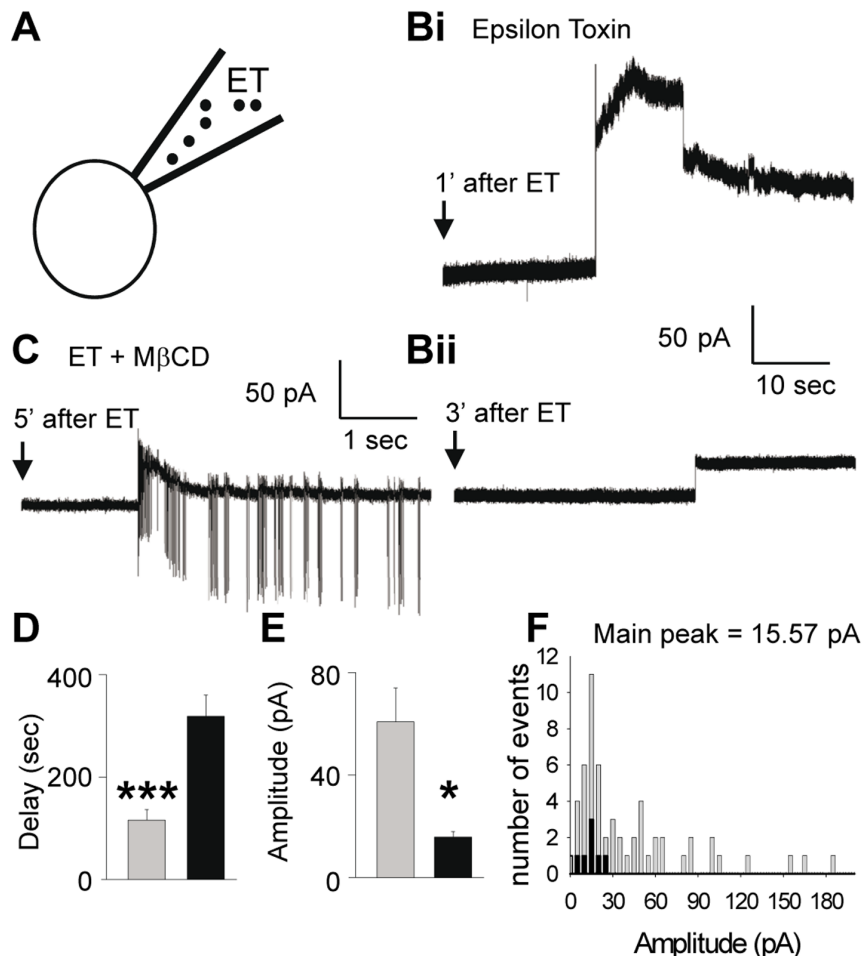 A
ET
Bi Epsilon Toxin
1’ after ET
50 pA
10 sec
C ET + MβCD
50 pA
1 sec
5’ after ET
Bii
3’ after ET
D
400
200
0
Delay (sec)
***
E
80
40
0
Amplitude (pA)
*
F Main peak = 15.57 pA
12
10
8
6
4
2
0
number of events
0 30 60 90 120 150 180
Amplitude (pA)